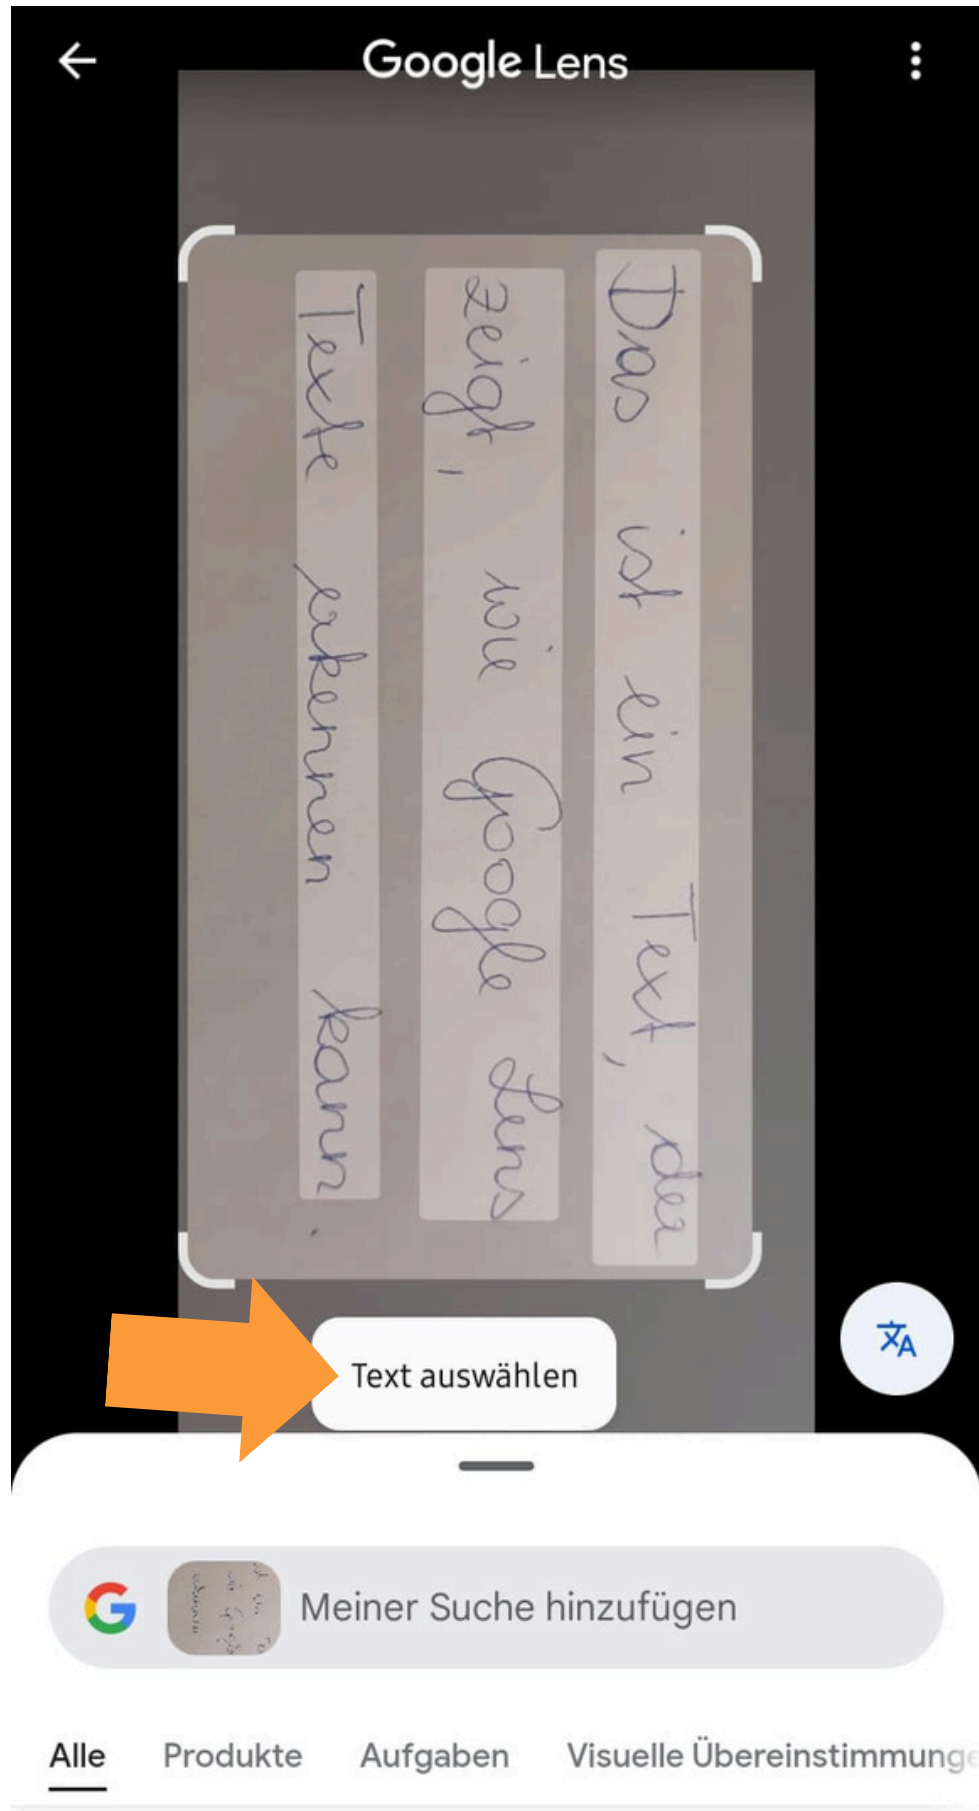 Google Lens
Das ist ein Text, der
zeigt, wie Google Lens
Texte erkennen kann.
Text auswählen
Meiner Suche hinzufügen
Alle Produkte Aufgaben Visuelle Übereinstimmunge